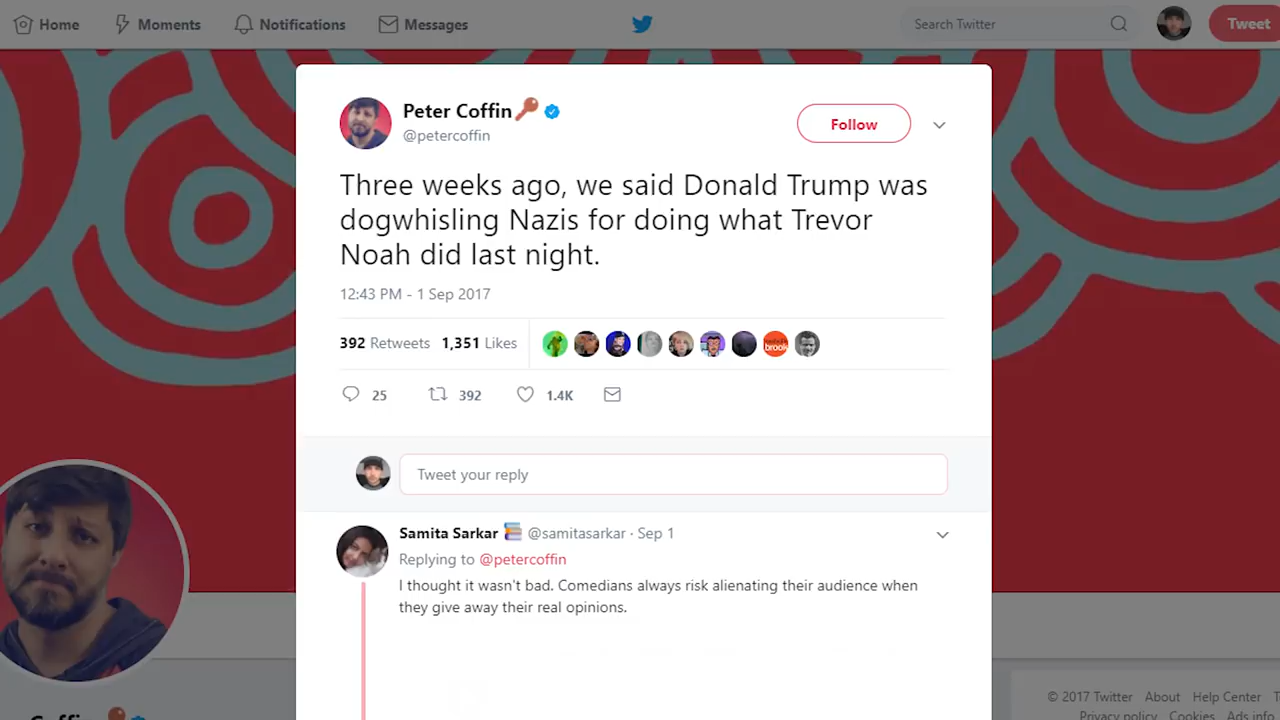 Home Moments Notifications Messages Search Twitter Tweet
Peter Coffin
@petercoffin
Follow
Three weeks ago, we said Donald Trump was
dogwhisling Nazis for doing what Trevor
Noah did last night.
12:43 PM - 1 Sep 2017
392 Retweets 1,351 Likes
25 392 1.4K
Tweet your reply
Samita Sarkar @samitasarkar · Sep 1
Replying to @petercoffin
I thought it wasn't bad. Comedians always risk alienating their audience when
they give away their real opinions.
© 2017 Twitter About Help Center
Privacy policy Cookies Ads info
Coffin